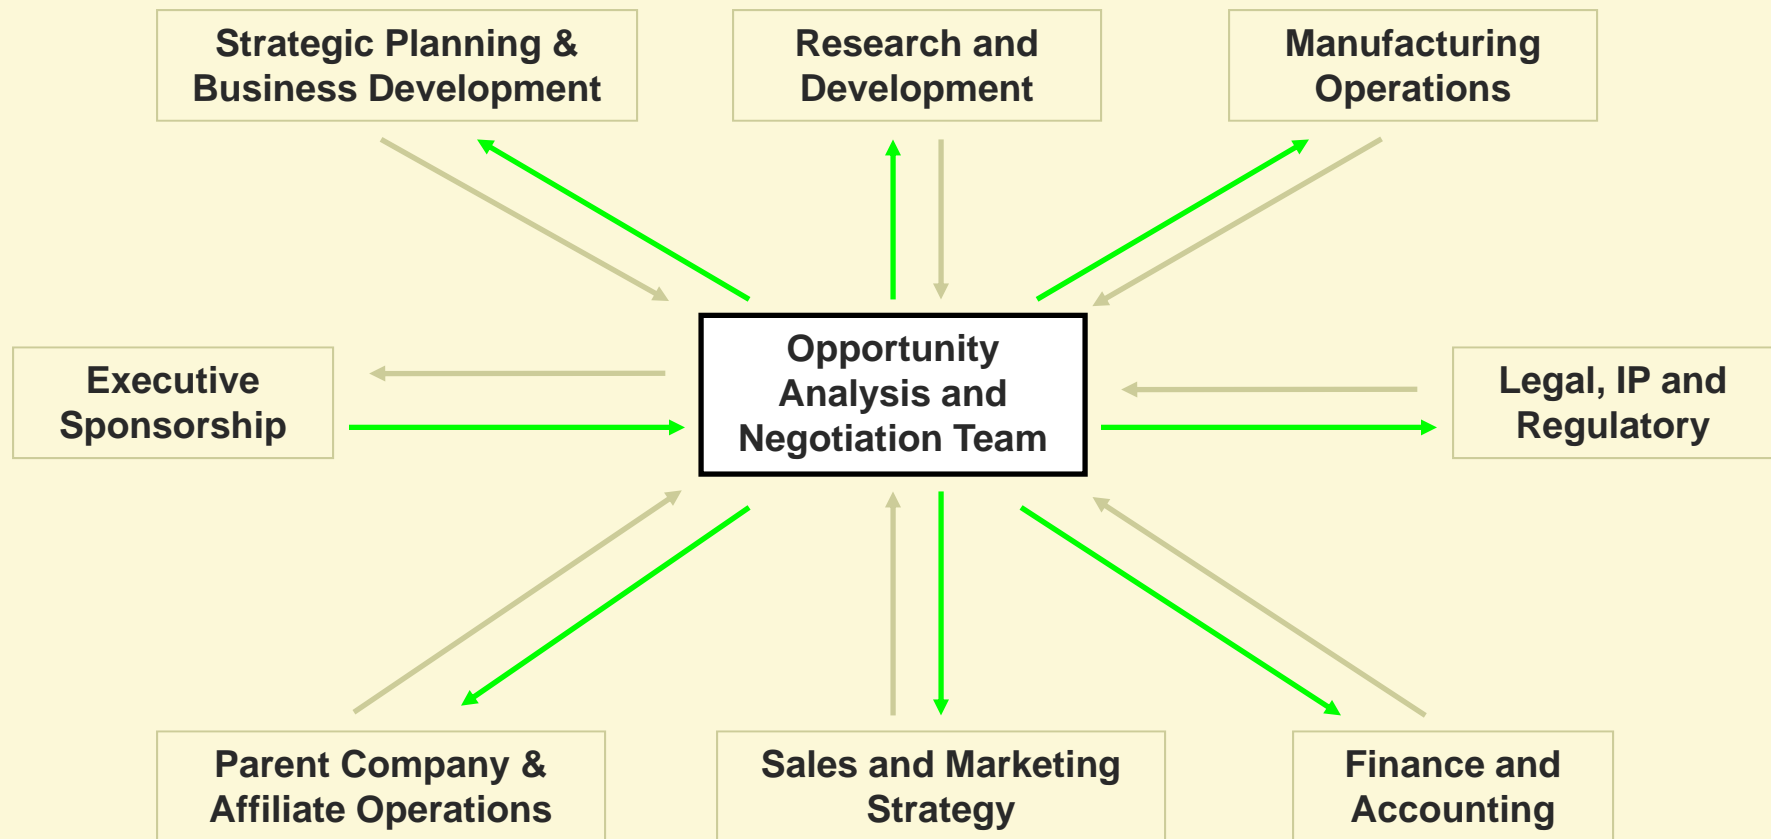 Strategic Planning &
Business Development
Research and
Development
Manufacturing
Operations
Opportunity
Analysis and
Negotiation Team
Executive
Sponsorship
Legal, IP and
Regulatory
Parent Company &
Affiliate Operations
Sales and Marketing
Strategy
Finance and
Accounting